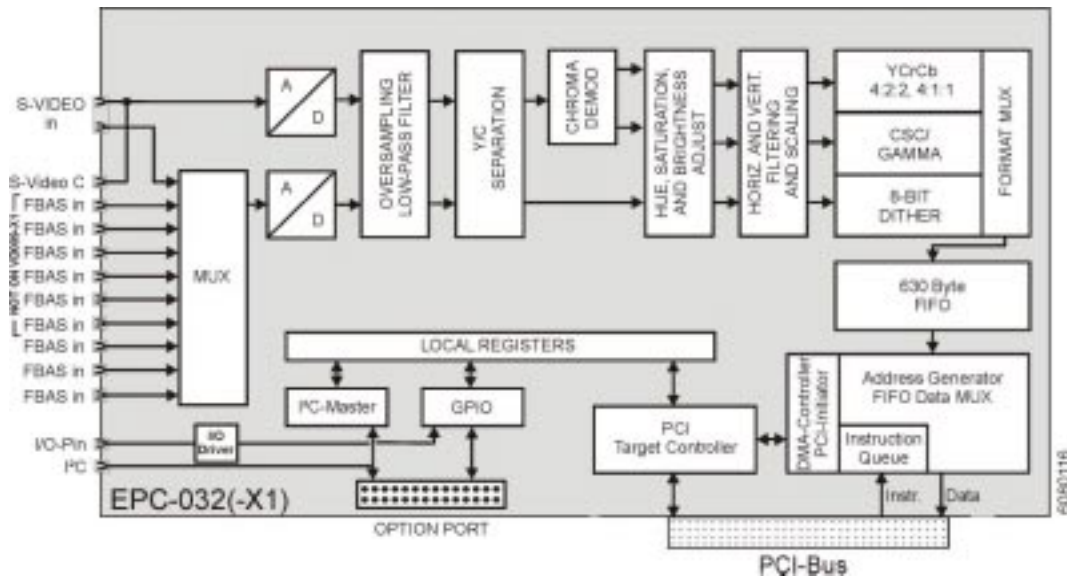 S-VIDEO
in
S-Video C
FBAS in
FBAS in
FBAS in
FBAS in
FBAS in
FBAS in
FBAS in
FBAS in
FBAS in
I/O-Pin
I²C
MUX
A
D
A
D
OVERSAMPLING
LOW-PASS FILTER
Y/C
SEPARATION
CHROMA
DEMOD
HUE, SATURATION,
AND BRIGHTNESS
ADJUST
HORIZ AND VERT.
FILTERING
AND SCALING
YCrCb
4:2:2, 4:1:1
CSC/
GAMMA
8-BIT
DITHER
FORMAT MUX
630 Byte
FIFO
LOCAL REGISTERS
I²C-Master
GPIO
I/O
Driver
PCI
Target Controller
DMA-Controller
PCI-Initiator
Address Generator
FIFO Data MUX
Instruction
Queue
Instr.
Data
EPC-032(-X1)
OPTION PORT
PCI-Bus
6080116